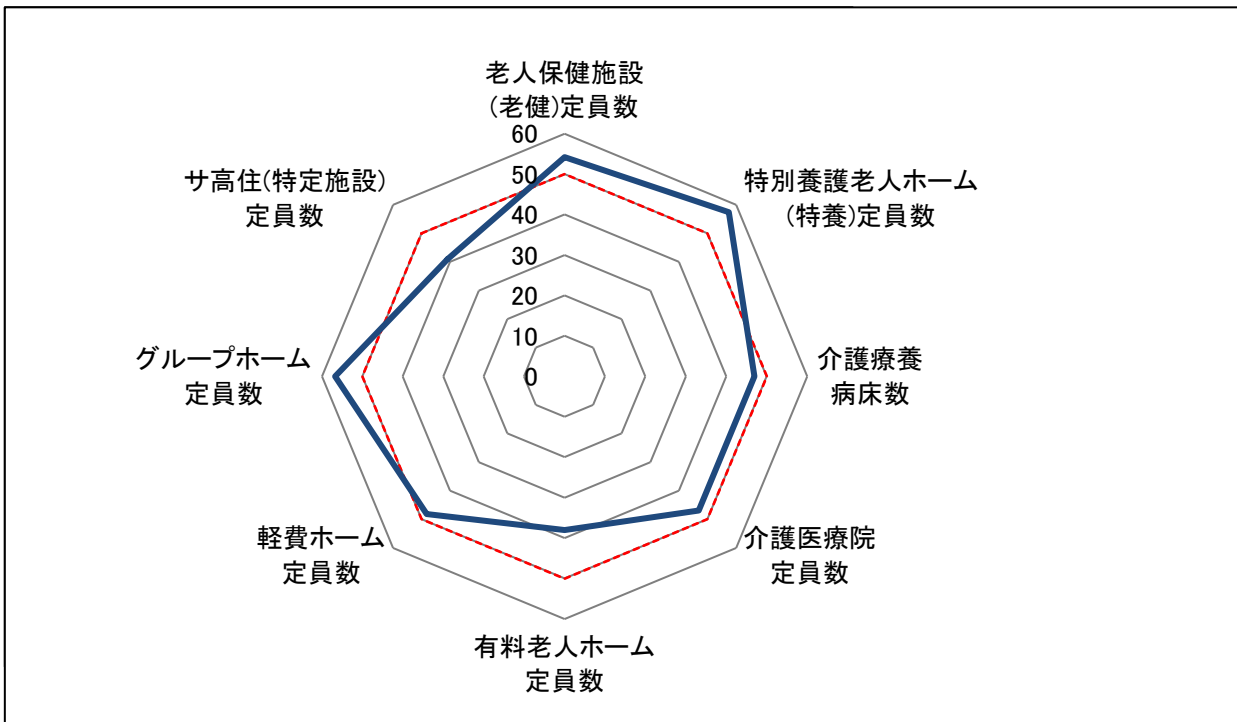 老人保健施設
(老健)定員数
特別養護老人ホーム
(特養)定員数
介護療養
病床数
介護医療院
定員数
有料老人ホーム
定員数
軽費ホーム
定員数
グループホーム
定員数
サ高住(特定施設)
定員数
60
50
40
30
20
10
0